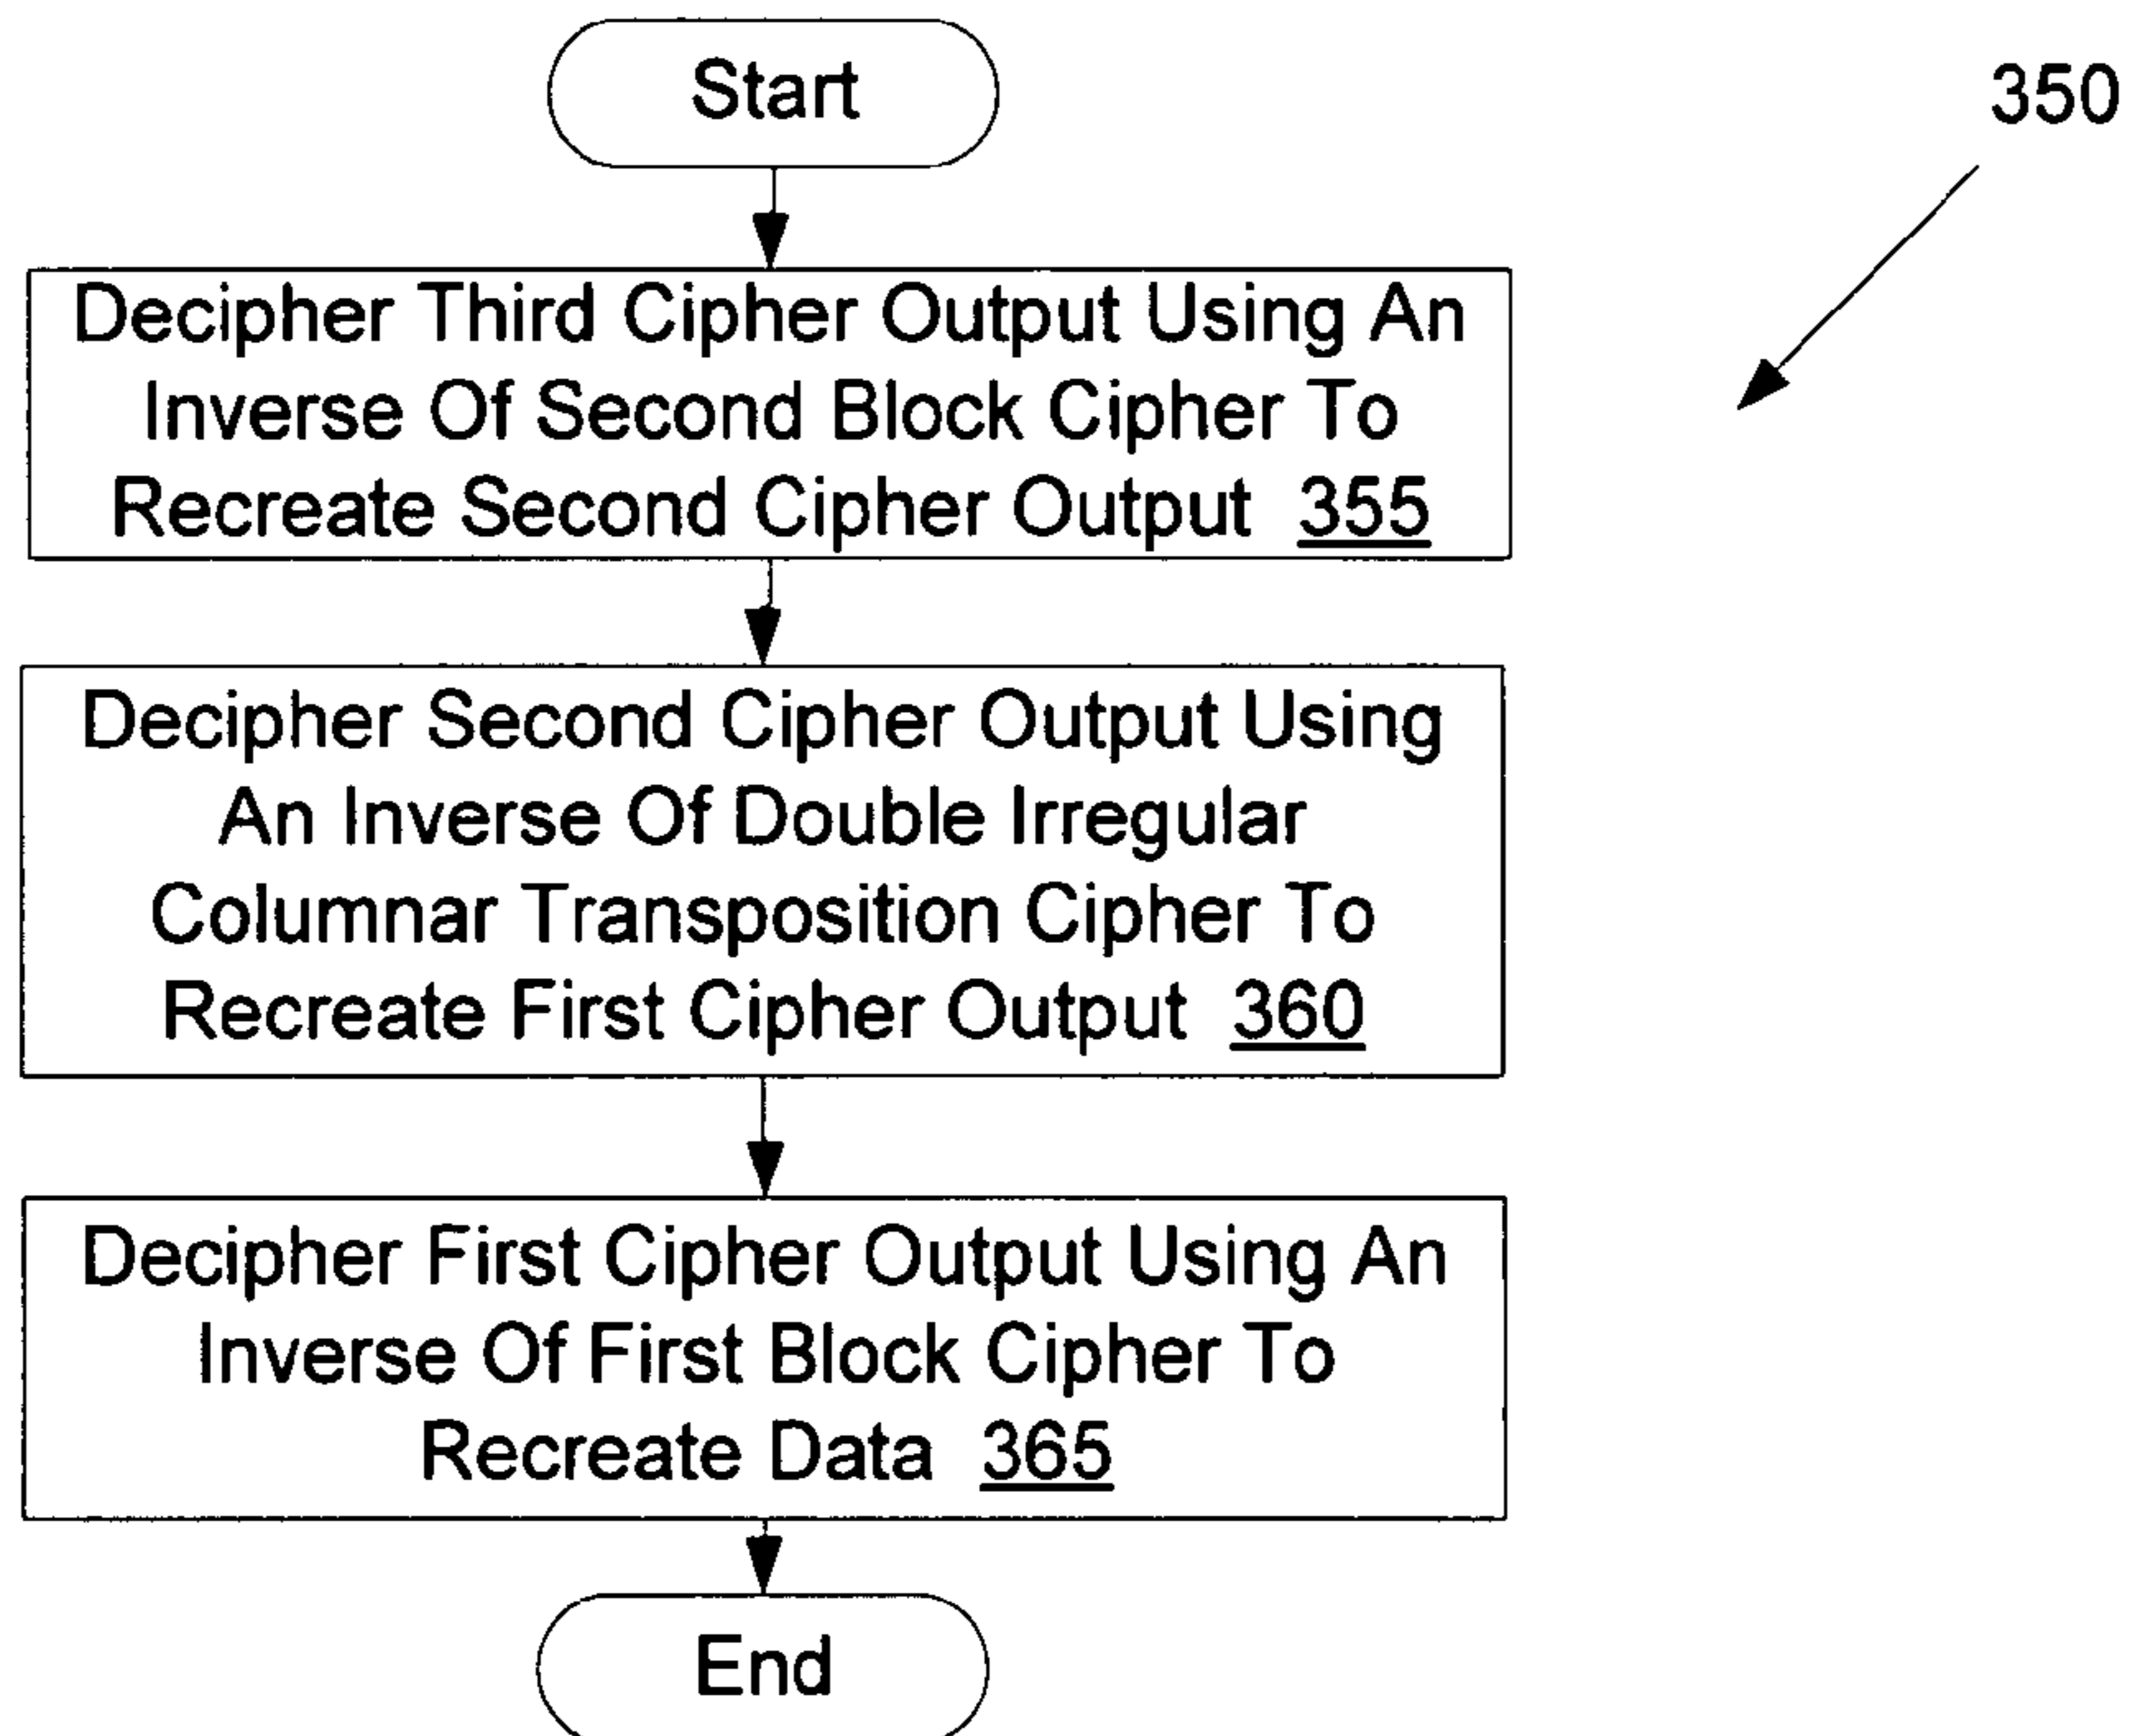 Start
350
Decipher Third Cipher Output Using An
Inverse Of Second Block Cipher To
Recreate Second Cipher Output 355
Decipher Second Cipher Output Using
An Inverse Of Double Irregular
Columnar Transposition Cipher To
Recreate First Cipher Output 360
Decipher First Cipher Output Using An
Inverse Of First Block Cipher To
Recreate Data 365
End